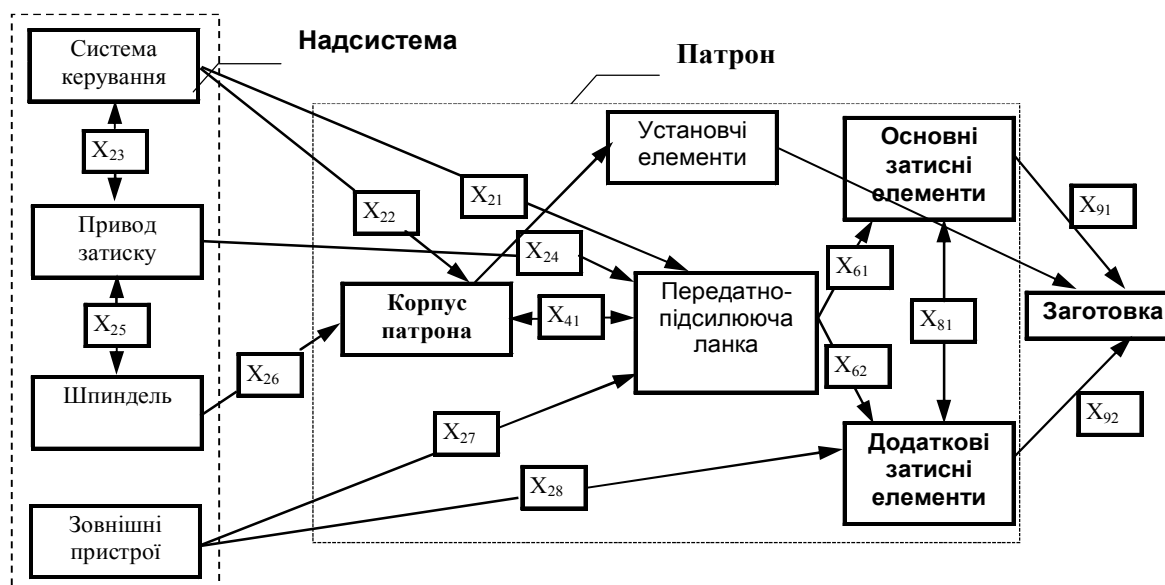 Надсистема
Патрон
Система
керування
Установчі
елементи
Основні
затисні
елементи
X₂₃
X₂₁
X₂₂
X₉₁
Привод
затиску
X₂₄
X₆₁
Корпус
патрона
X₄₁
Передатно-
підсилююча
ланка
X₈₁
Заготовка
X₂₅
X₂₆
X₆₂
Шпиндель
X₂₇
X₉₂
Додаткові
затисні
елементи
X₂₈
Зовнішні
пристрої